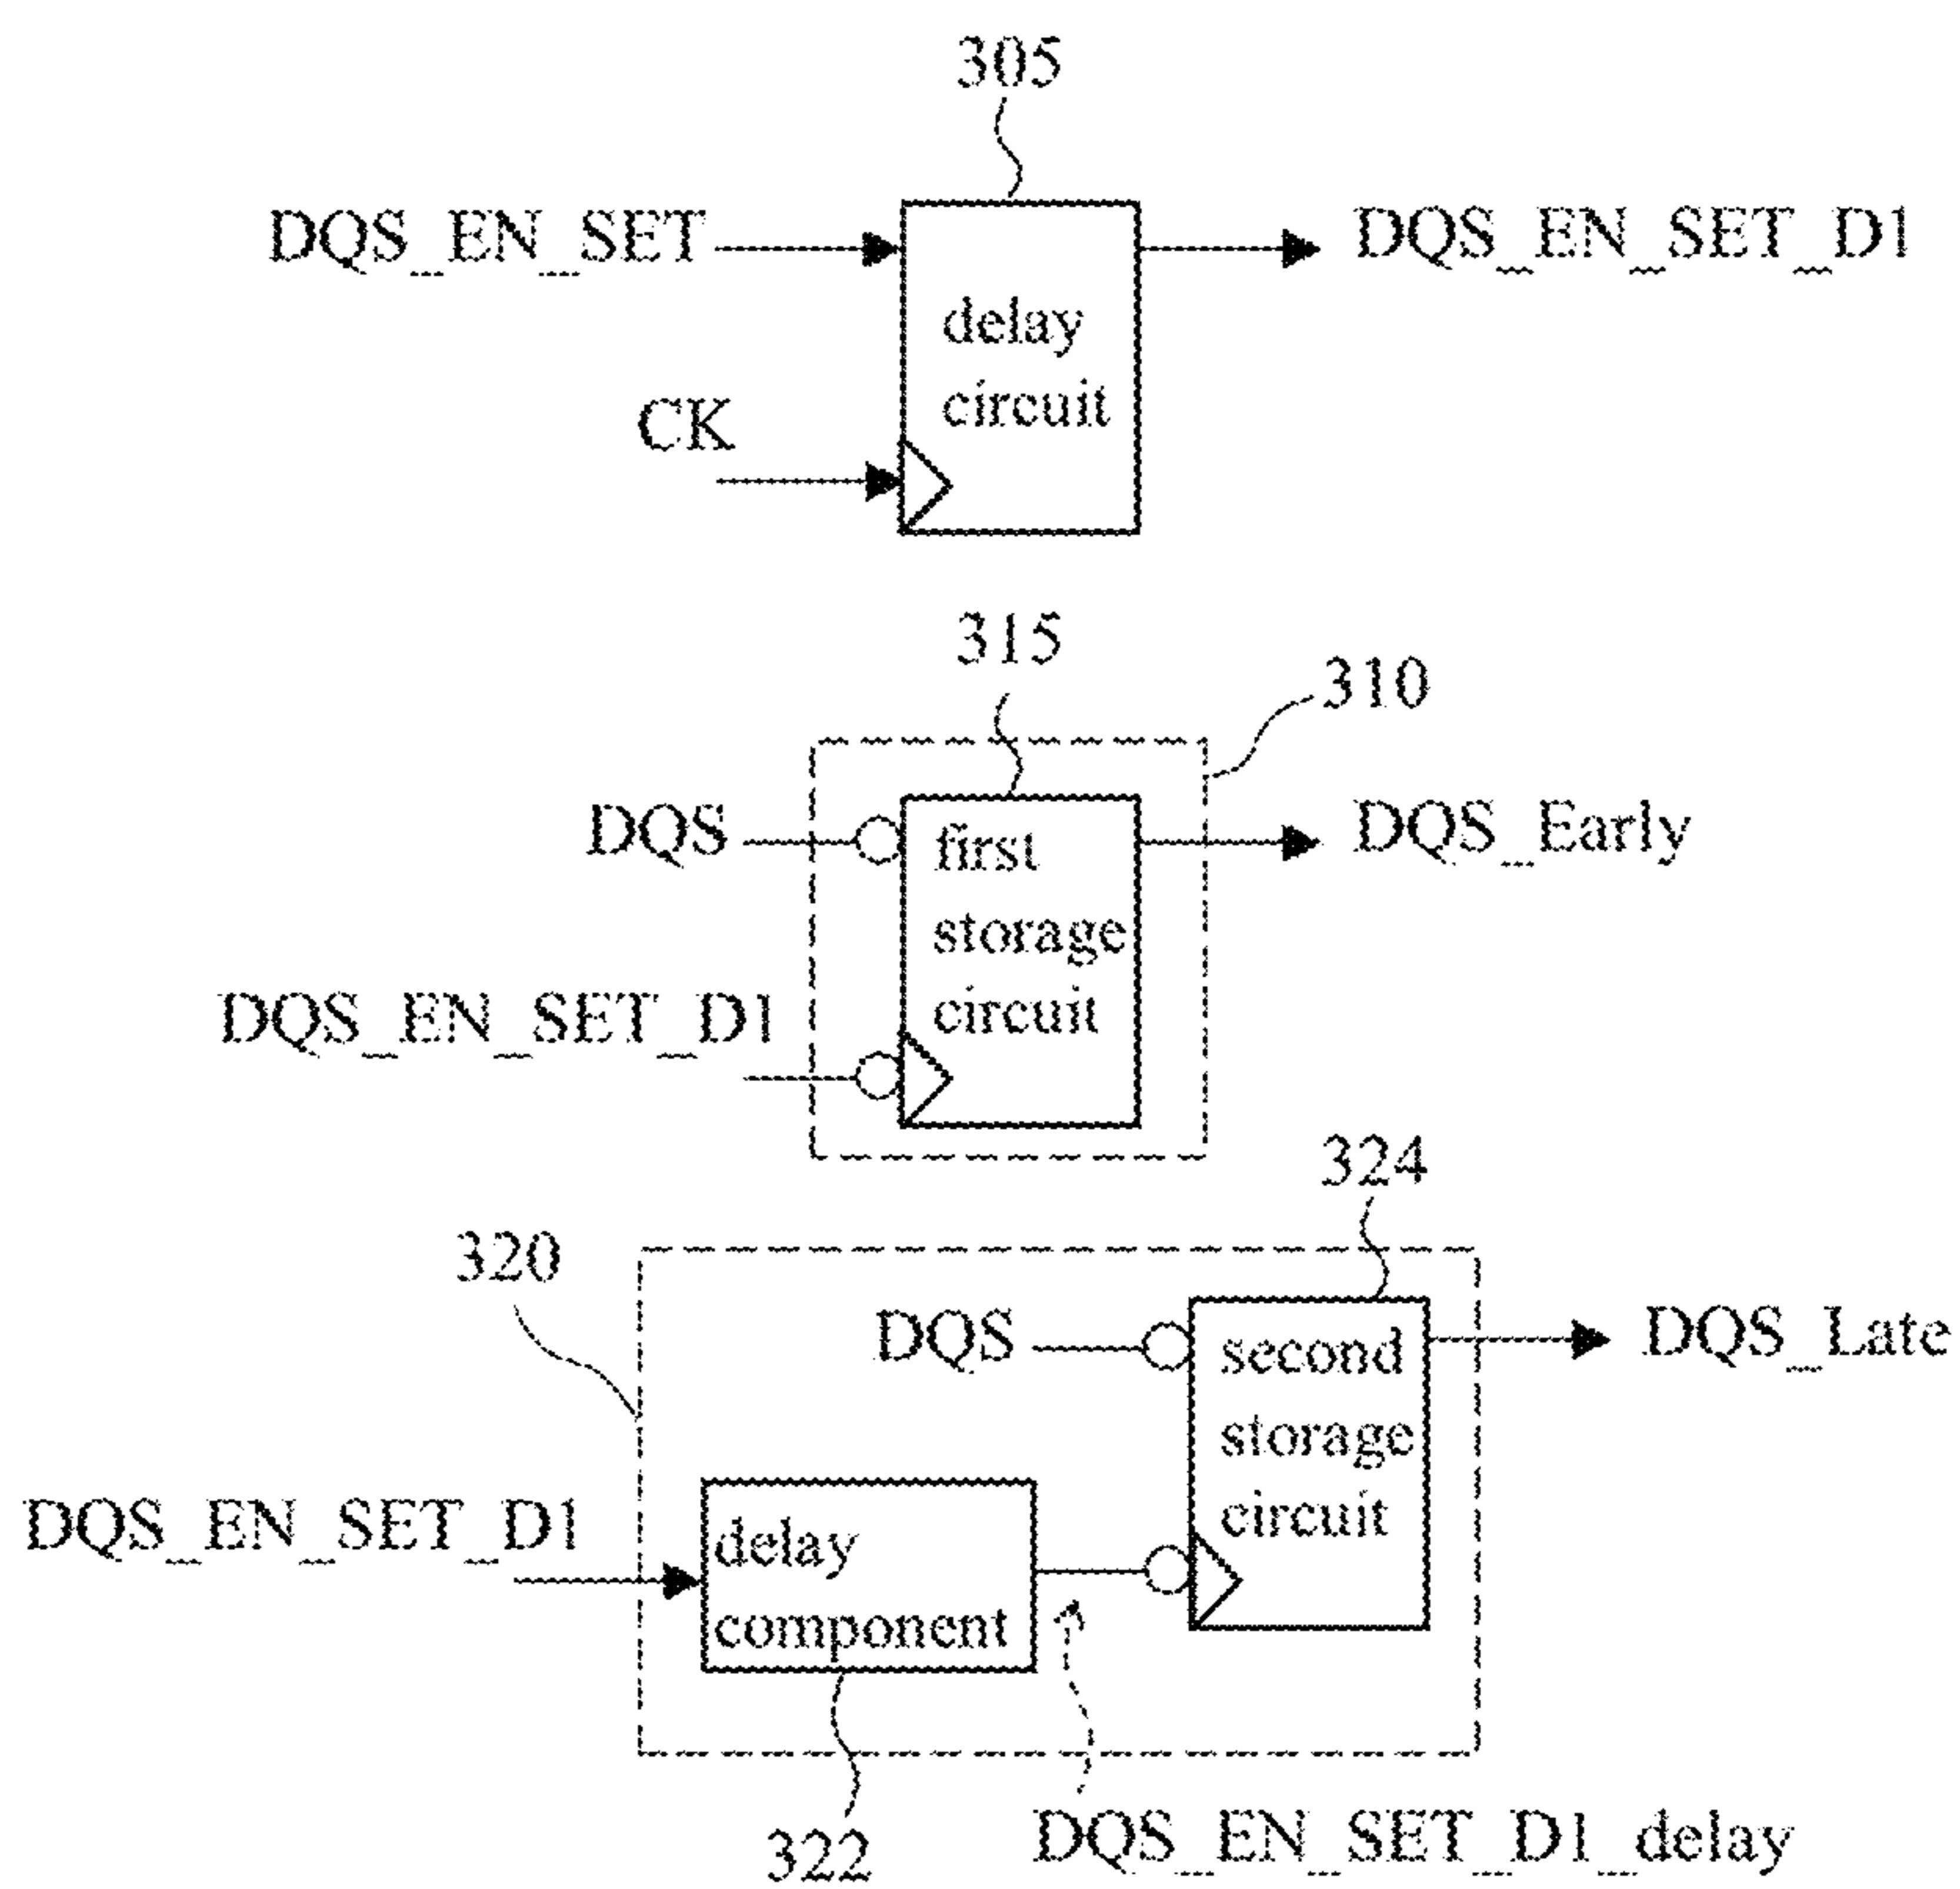 305
DQS_EN_SET
DQS_EN_SET_D1
delay
circuit
CK
315
310
DQS
first
storage
circuit
DQS_Early
DQS_EN_SET_D1
324
320
DQS
second
storage
circuit
DQS_Late
DQS_EN_SET_D1
delay
component
322
DQS_EN_SET_D1_delay